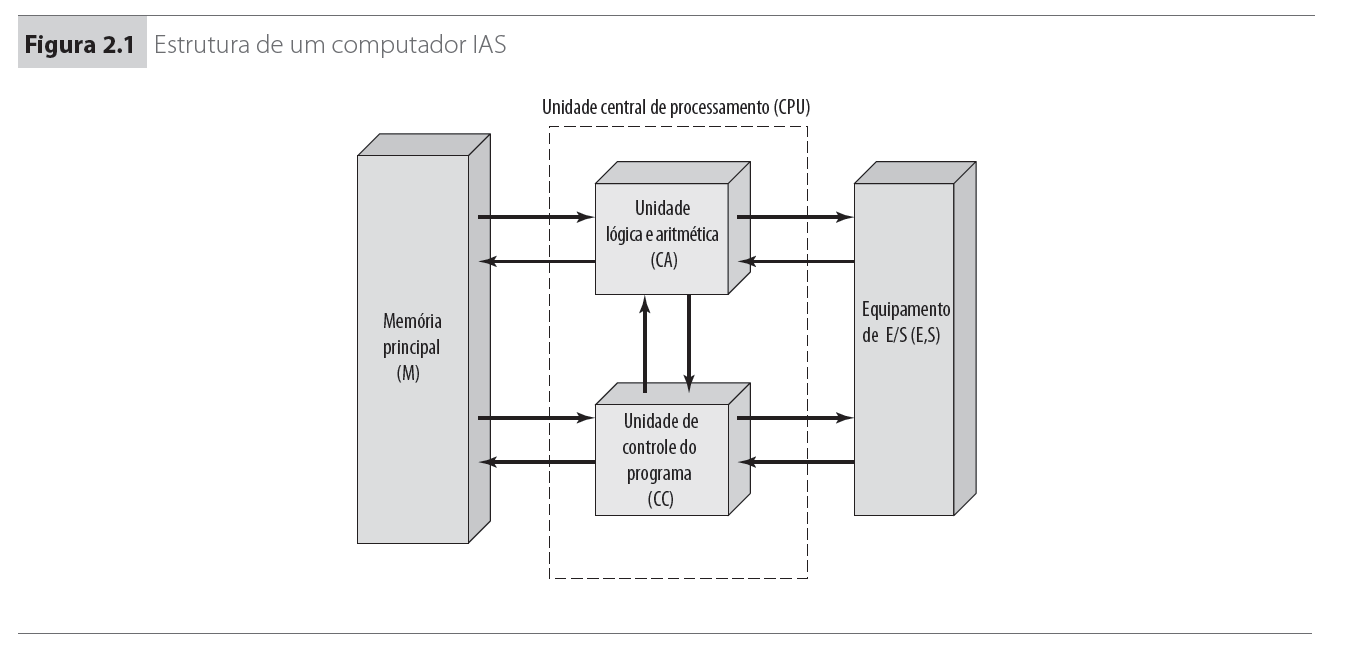 Figura 2.1 Estrutura de um computador IAS
Unidade central de processamento (CPU)
Memória
principal
(M)
Unidade
lógica e aritmética
(CA)
Unidade de
controle do
programa
(CC)
Equipamento
de E/S (E,S)